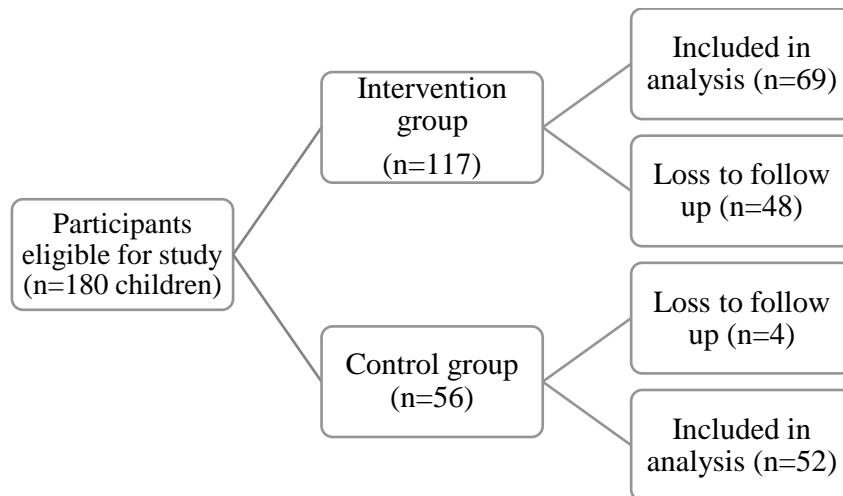 Participants
eligible for study
(n=180 children)
Intervention
group
(n=117)
Included in
analysis (n=69)
Loss to follow
up (n=48)
Control group
(n=56)
Loss to follow
up (n=4)
Included in
analysis (n=52)